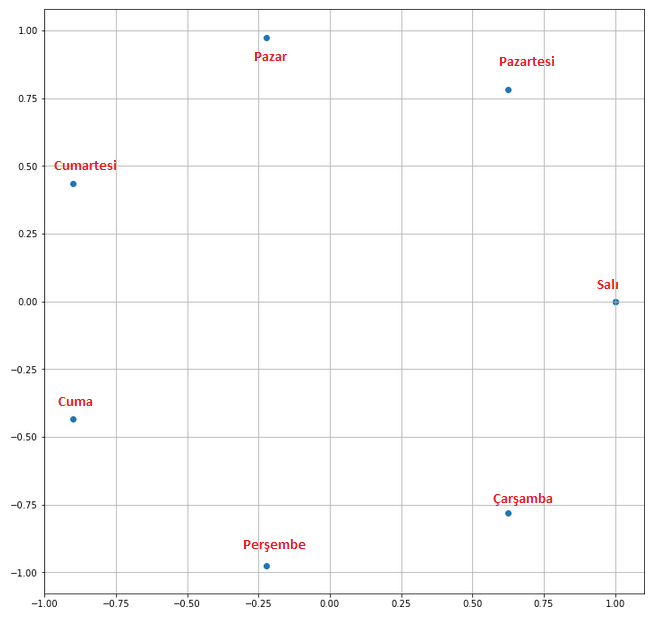 1.00
Pazar
Pazartesi
0.75
Cumartesi
0.50
0.25
Salı
0.00
−0.25
Cuma
−0.50
Çarşamba
−0.75
Perşembe
−1.00
−1.00 −0.75 −0.50 −0.25 0.00 0.25 0.50 0.75 1.00